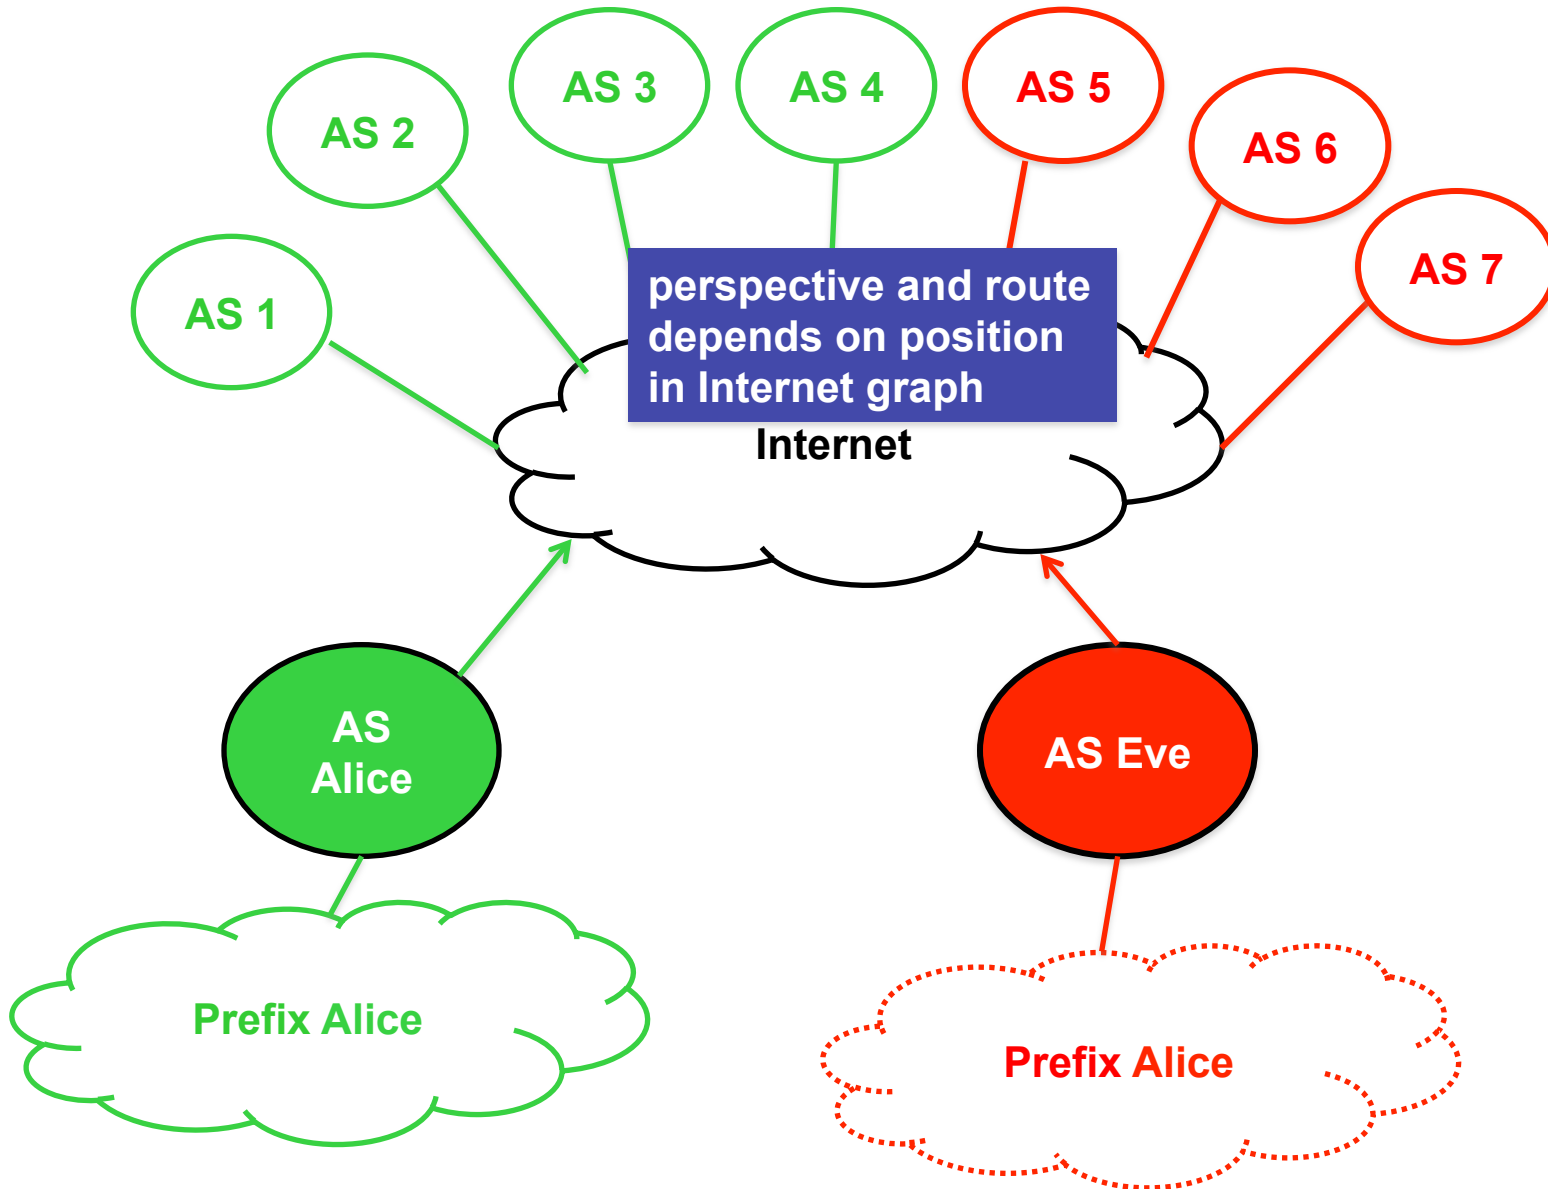 AS 3
AS 4
AS 5
AS 2
AS 6
AS 7
AS 1
perspective and route
depends on position
in Internet graph
Internet
AS
Alice
AS Eve
Prefix Alice
Prefix Alice